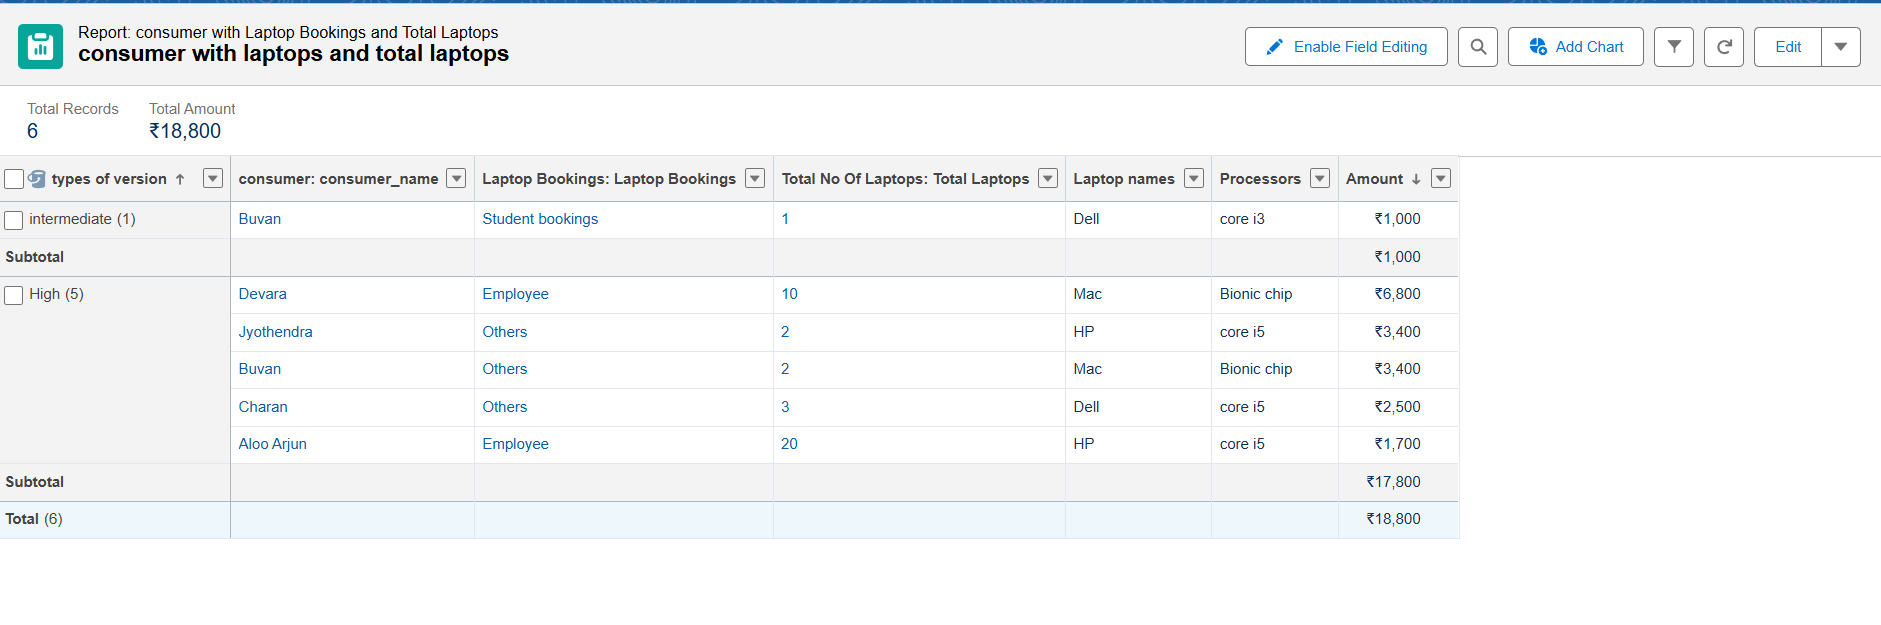 Report: consumer with Laptop Bookings and Total Laptops
consumer with laptops and total laptops
Enable Field Editing
Add Chart
Edit
Total Records
6
Total Amount
₹18,800
types of version ↑ consumer: consumer_name Laptop Bookings: Laptop Bookings Total No Of Laptops: Total Laptops Laptop names Processors Amount ↓
intermediate (1) Buvan Student bookings 1 Dell core i3 ₹1,000
Subtotal ₹1,000
High (5) Devara Employee 10 Mac Bionic chip ₹6,800
Jyothendra Others 2 HP core i5 ₹3,400
Buvan Others 2 Mac Bionic chip ₹3,400
Charan Others 3 Dell core i5 ₹2,500
Aloo Arjun Employee 20 HP core i5 ₹1,700
Subtotal ₹17,800
Total (6) ₹18,800